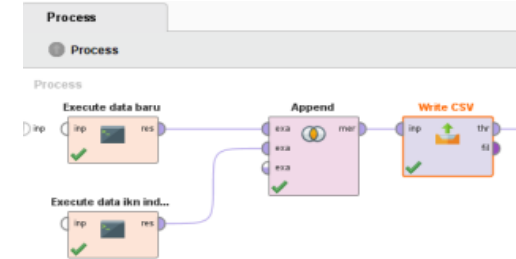 Process
Process
Process
Execute data baru
Append
Write CSV
inp
inp
res
exa
mer
inp
thr
exa
fil
exa
Execute data ikn ind...
inp
res